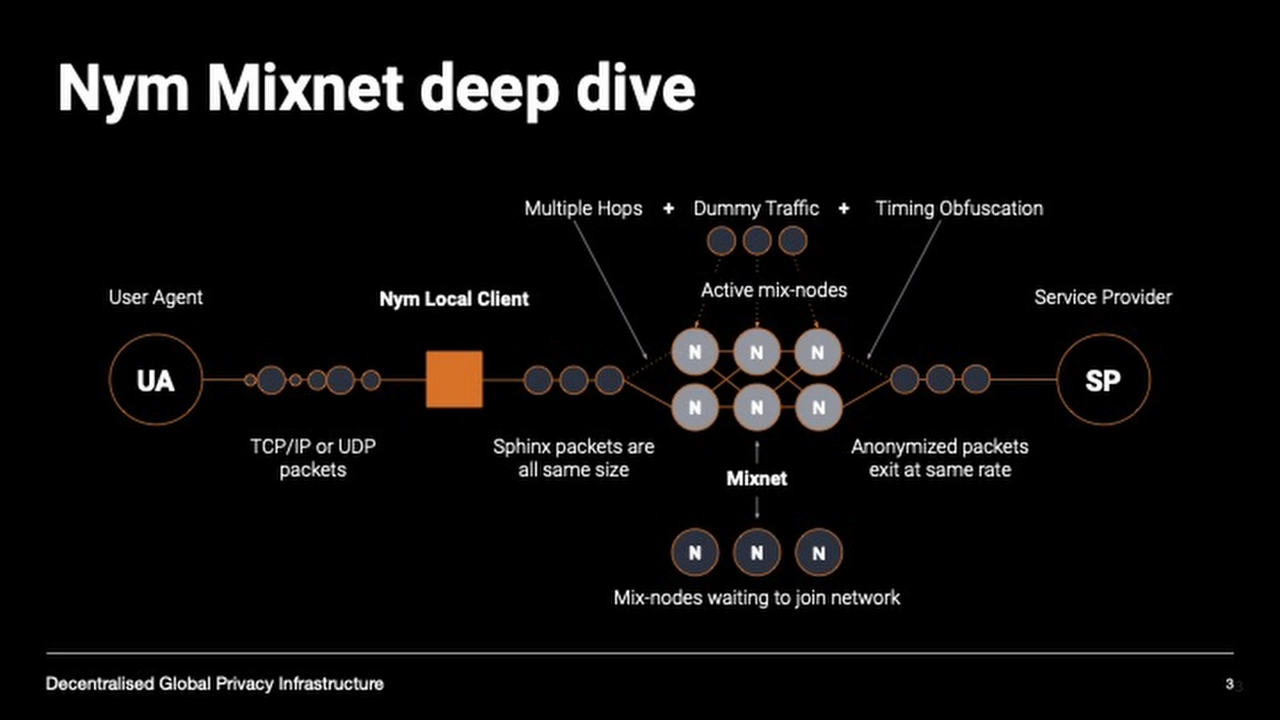 Nym Mixnet deep dive
Multiple Hops + Dummy Traffic + Timing Obfuscation
Active mix-nodes
User Agent
Nym Local Client
Service Provider
N N N
UA
SP
N N N
TCP/IP or UDP
packets
Sphinx packets are
all same size
Anonymized packets
exit at same rate
Mixnet
N N N
Mix-nodes waiting to join network
Decentralised Global Privacy Infrastructure
3
3